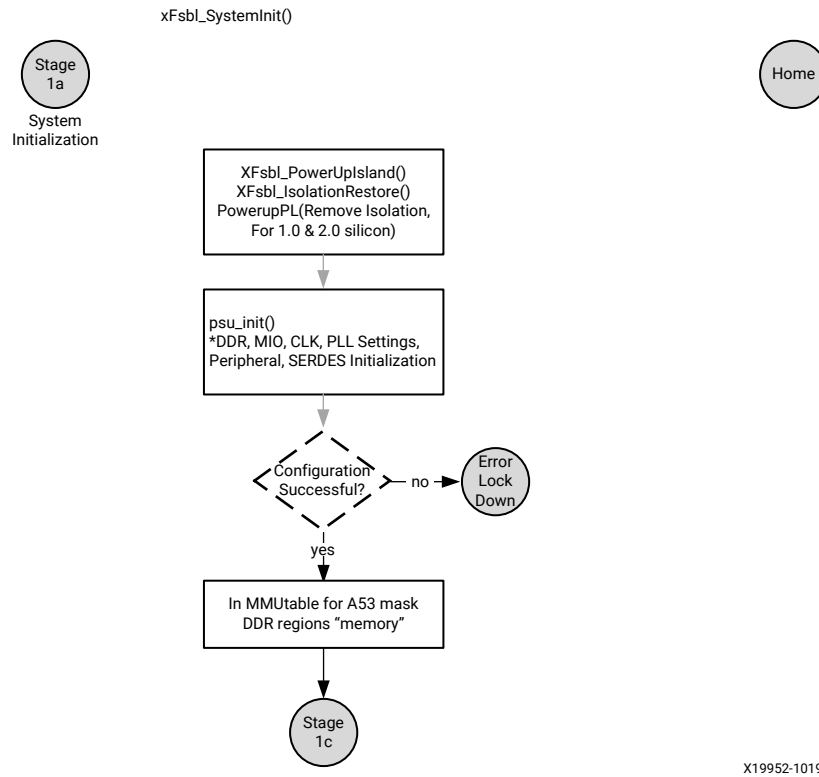 xFsbl_SystemInit()
Stage
1a
System
Initialization
Home
XFsbl_PowerUpIsland()
XFsbl_IsolationRestore()
PowerupPL(Remove Isolation,
For 1.0 & 2.0 silicon)
psu_init()
*DDR, MIO, CLK, PLL Settings,
Peripheral, SERDES Initialization
Configuration
Successful?
no
Error
Lock
Down
yes
In MMUtable for A53 mask
DDR regions “memory”
Stage
1c
X19952-1019